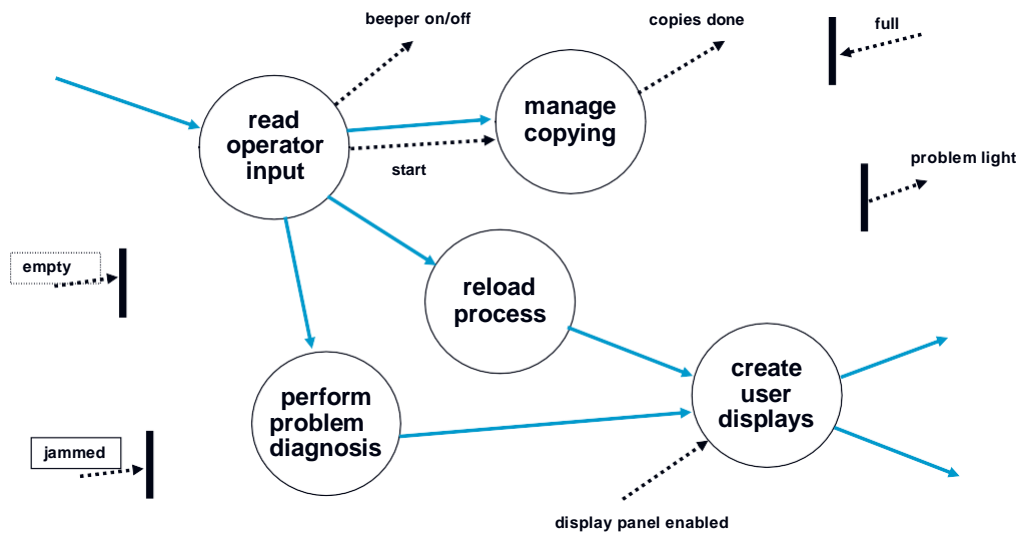 beeper on/off
copies done
full
read
operator
input
manage
copying
start
problem light
empty
reload
process
create
user
displays
perform
problem
diagnosis
jammed
display panel enabled